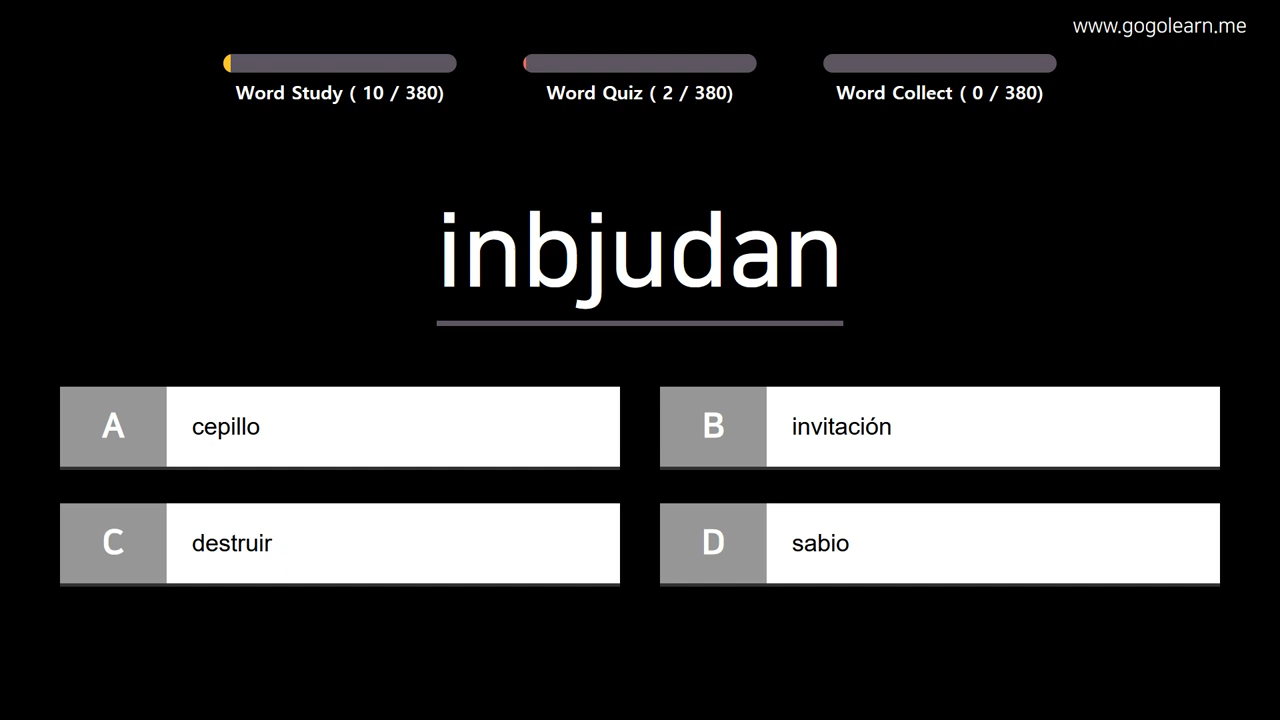 www.gogolearn.me
Word Study ( 10 / 380)
Word Quiz ( 2 / 380)
Word Collect ( 0 / 380)
inbjudan
A cepillo
B invitación
C destruir
D sabio